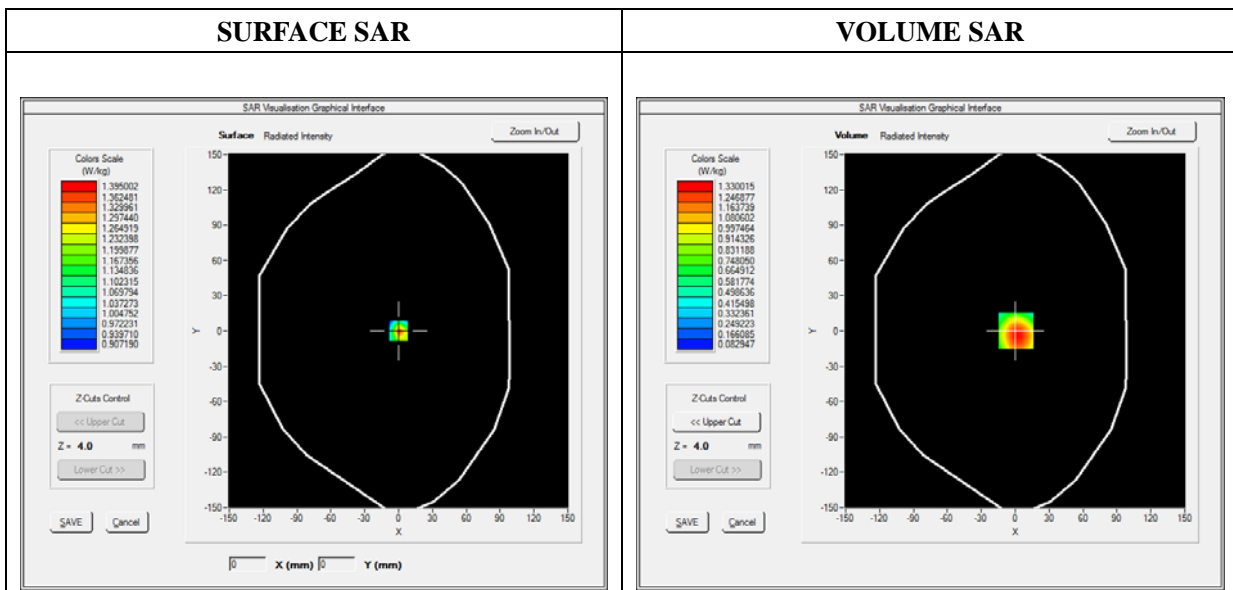 SURFACE SAR
VOLUME SAR
SAR Visualisation Graphical Interface
Surface Radiated Intensity
Zoom In/Out
Colors Scale
(W/kg)
1.395002
1.362481
1.329961
1.297440
1.264919
1.232398
1.199877
1.167356
1.134836
1.102315
1.069794
1.037273
1.004752
0.972231
0.939710
0.907190
150
120
90
60
30
0
-30
-60
-90
-120
-150
Y
-150 -120 -90 -60 -30 0 30 60 90 120 150
X
Z-Cuts Control
<< Upper Cut
Z = 4.0 mm
Lower Cut >>
SAVE Cancel
0 X (mm) 0 Y (mm)
SAR Visualisation Graphical Interface
Volume Radiated Intensity
Zoom In/Out
Colors Scale
(W/kg)
1.330015
1.246877
1.163739
1.080602
0.997464
0.914326
0.831188
0.748050
0.664912
0.581774
0.498636
0.415498
0.332361
0.249223
0.166085
0.082947
150
120
90
60
30
0
-30
-60
-90
-120
-150
Y
-150 -120 -90 -60 -30 0 30 60 90 120 150
X
Z-Cuts Control
<< Upper Cut
Z = 4.0 mm
Lower Cut >>
SAVE Cancel